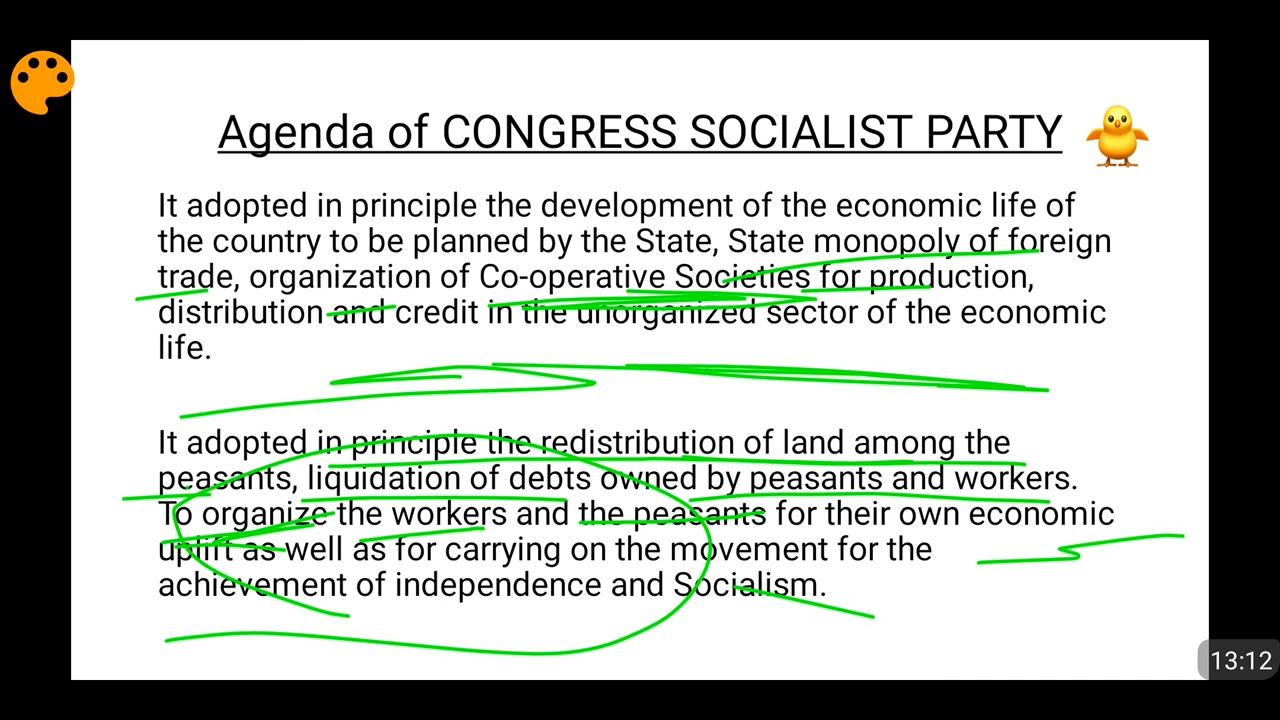 Agenda of CONGRESS SOCIALIST PARTY
It adopted in principle the development of the economic life of
the country to be planned by the State, State monopoly of foreign
trade, organization of Co-operative Societies for production,
distribution and credit in the unorganized sector of the economic
life.
It adopted in principle the redistribution of land among the
peasants, liquidation of debts owned by peasants and workers.
To organize the workers and the peasants for their own economic
uplift as well as for carrying on the movement for the
achievement of independence and Socialism.
13:12